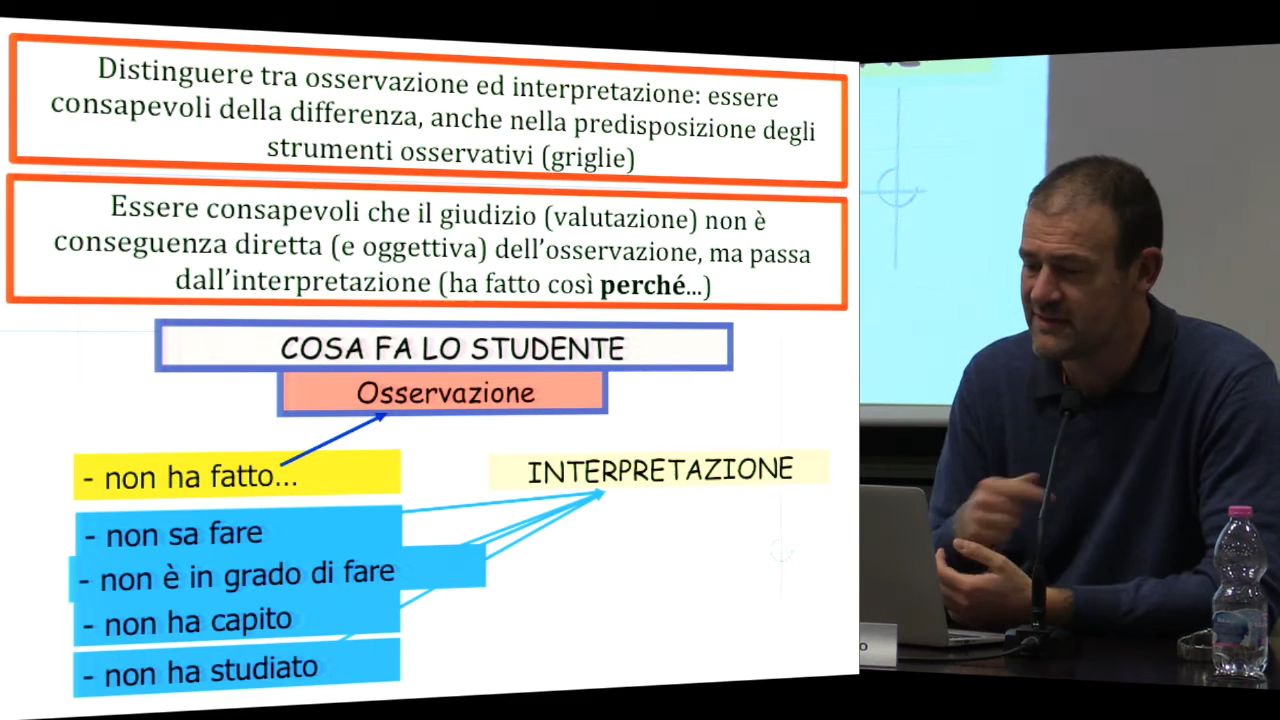 Distinguere tra osservazione ed interpretazione: essere
consapevoli della differenza, anche nella predisposizione degli
strumenti osservativi (griglie)
Essere consapevoli che il giudizio (valutazione) non è
conseguenza diretta (e oggettiva) dell'osservazione, ma passa
dall'interpretazione (ha fatto così perché...)
COSA FA LO STUDENTE
Osservazione
- non ha fatto...
INTERPRETAZIONE
- non sa fare
- non è in grado di fare
- non ha capito
- non ha studiato